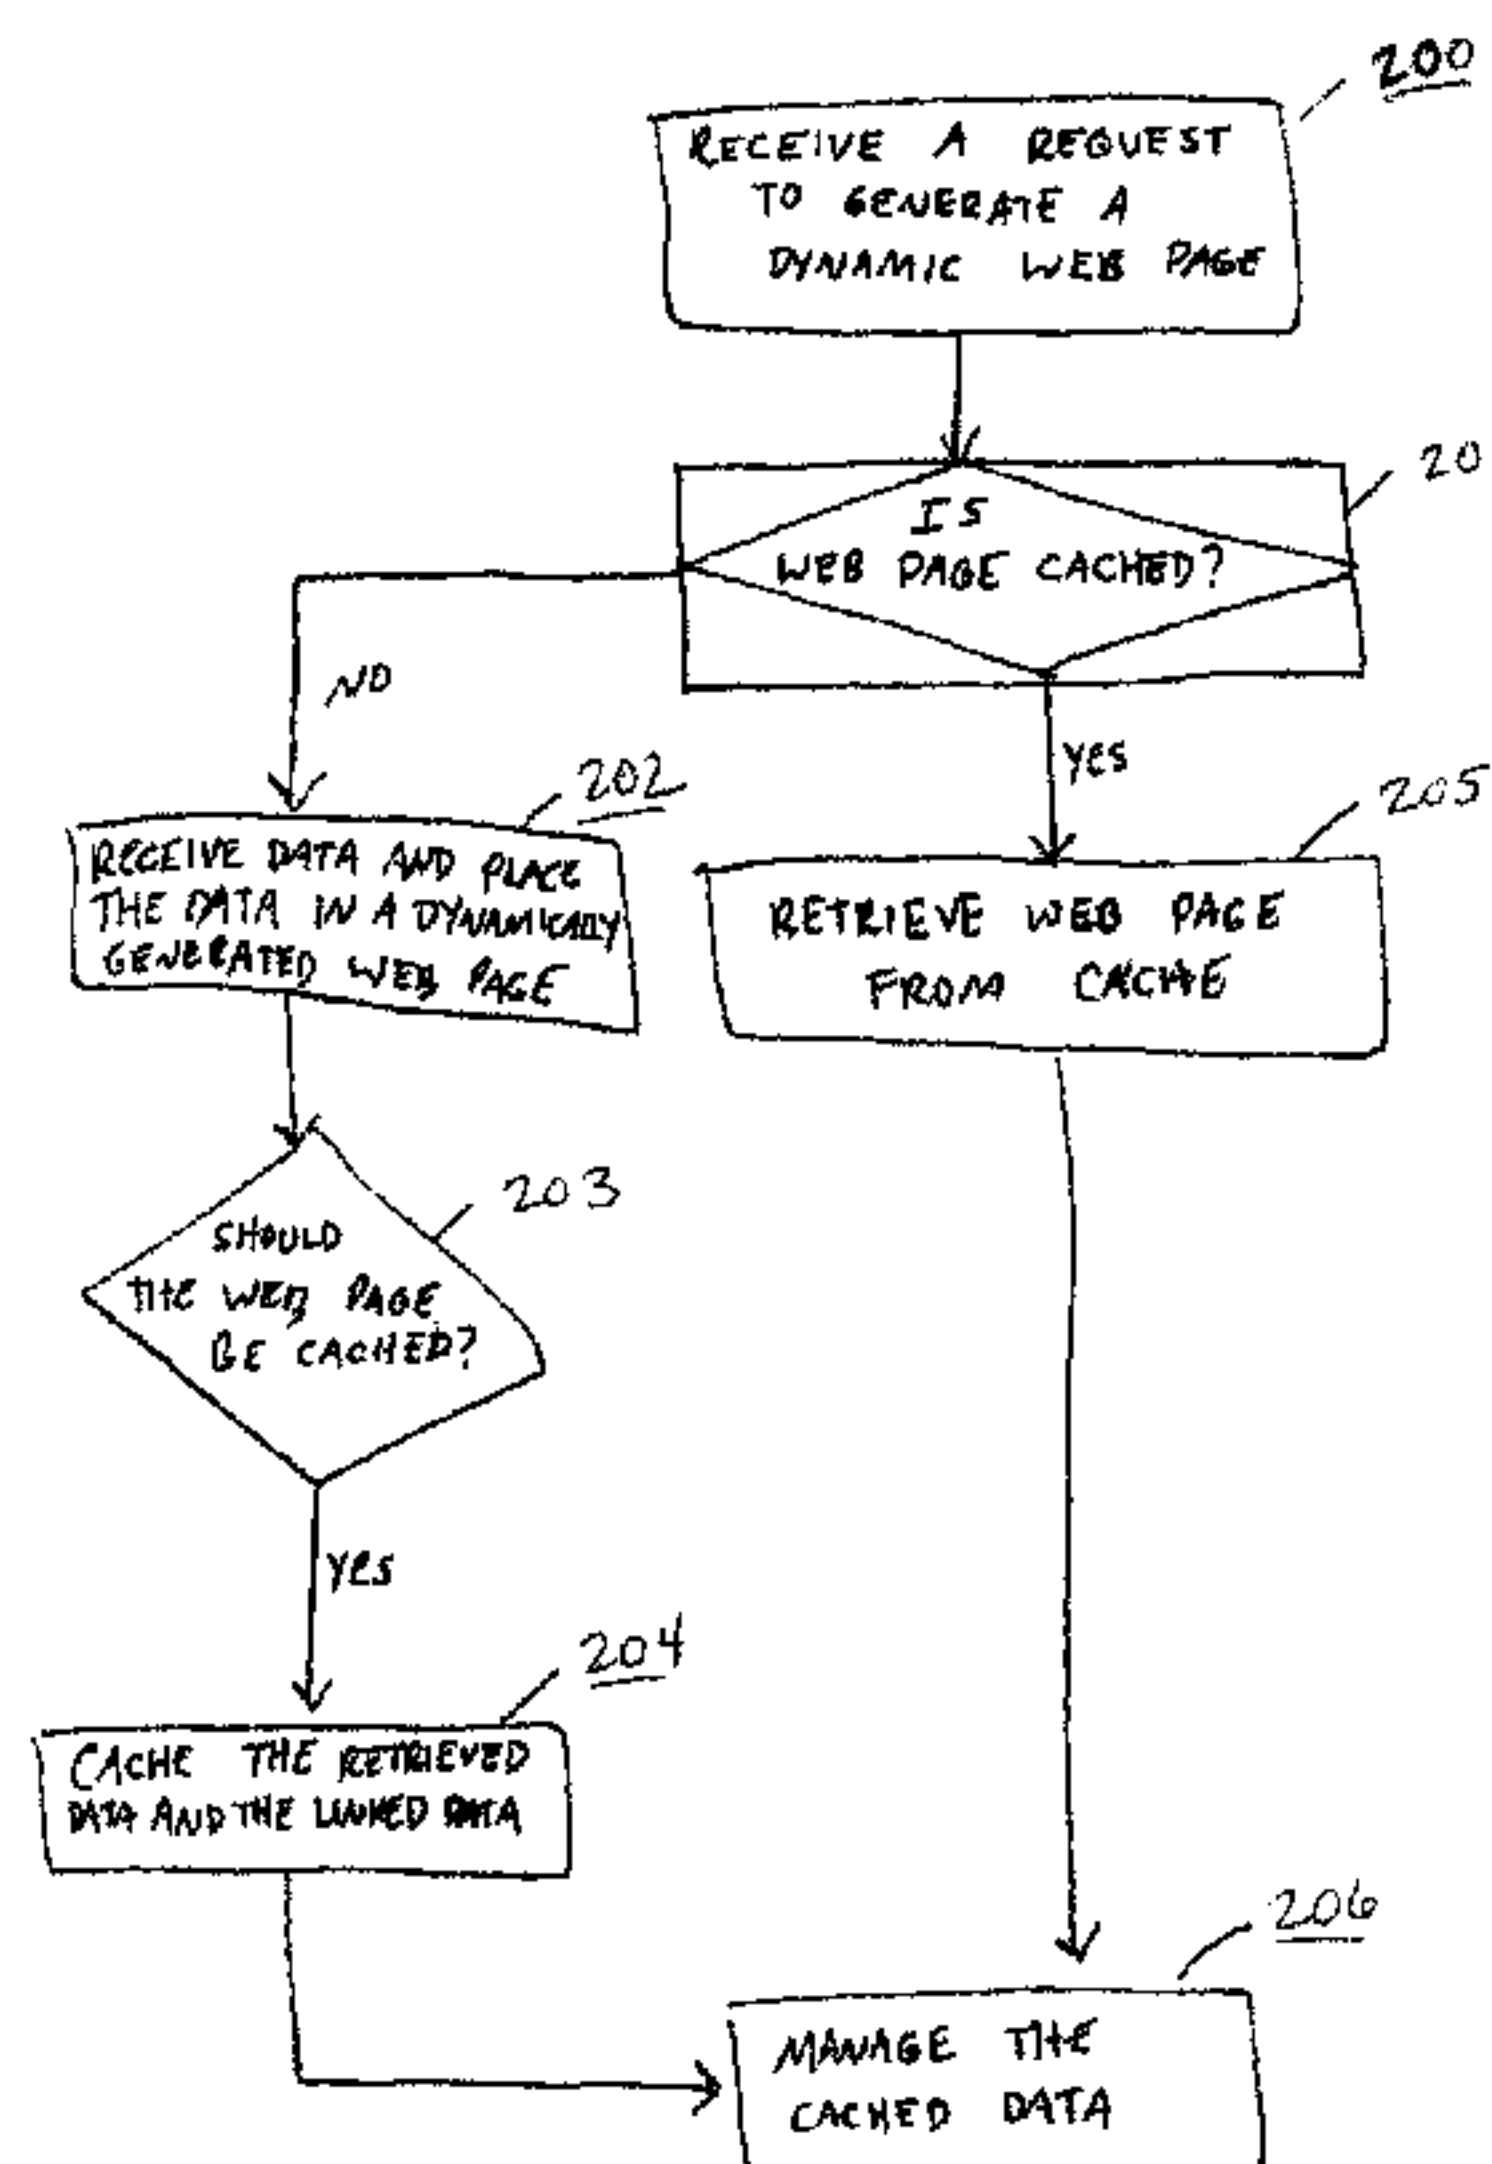 200
RECEIVE A REQUEST
TO GENERATE A
DYNAMIC WEB PAGE
20
IS
WEB PAGE CACHED?
NO
YES
202
205
RECEIVE DATA AND PLACE
THE DATA IN A DYNAMICALLY
GENERATED WEB PAGE
RETRIEVE WEB PAGE
FROM CACHE
203
SHOULD
THE WEB PAGE
BE CACHED?
YES
204
CACHE THE RETRIEVED
DATA AND THE LINKED DATA
206
MANAGE THE
CACHED DATA